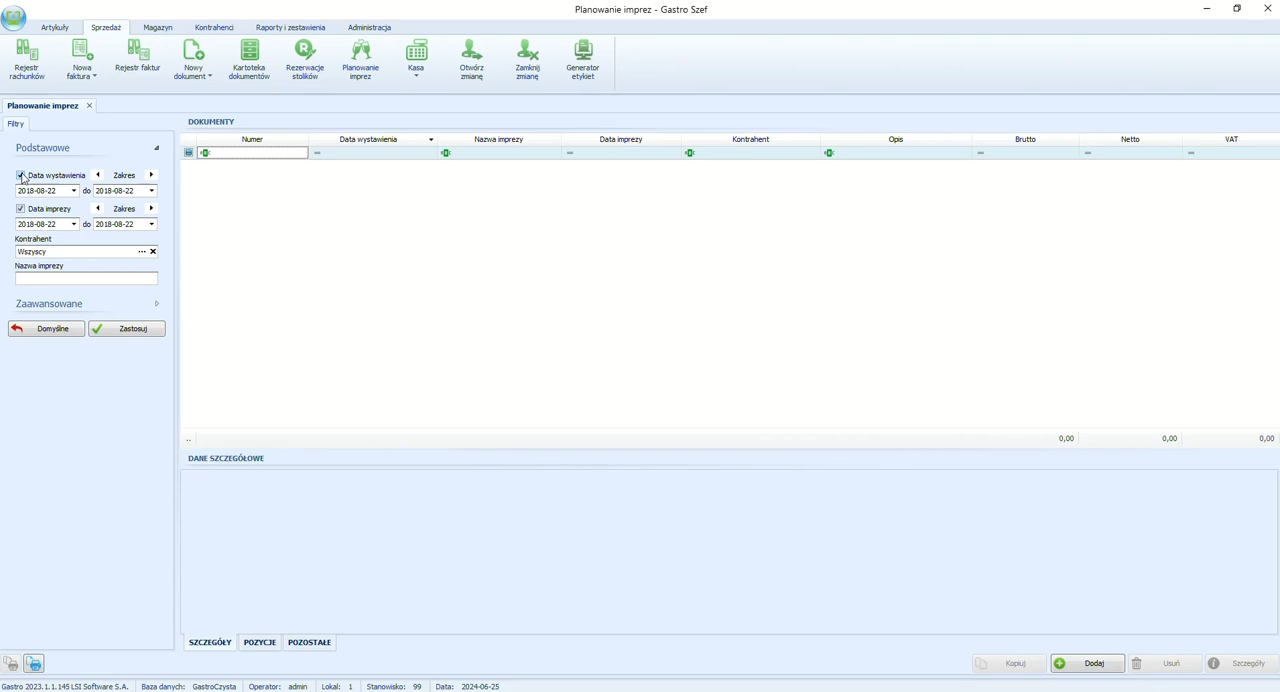 Planowanie imprez - Gastro Szef
Artykuły Sprzedaż Magazyn Kontrahenci Raporty i zestawienia Administracja
Rejestr rachunków
Nowa faktura
Rejestr faktur
Nowy dokument
Kartoteka dokumentów
Rezerwacje stolików
Planowanie imprez
Kasa
Otwórz zmianę
Zamknij zmianę
Generator etykiet
Planowanie imprez
Filtry
Podstawowe
Data wystawienia Zakres
2018-08-22 do 2018-08-22
Data imprezy Zakres
2018-08-22 do 2018-08-22
Kontrahent
Wszyscy
Nazwa imprezy
Zaawansowane
Domyślne Zastosuj
DOKUMENTY
Numer Data wystawienia Nazwa imprezy Data imprezy Kontrahent Opis Brutto Netto VAT
0,00 0,00 0,00
DANE SZCZEGÓŁOWE
SZCZEGÓŁY POZYCJE POZOSTAŁE
Kopiuj Dodaj Usuń Szczegóły
Gastro 2023.1.1.145 LSI Software S.A. Baza danych: GastroCzysta Operator: admin Lokal: 1 Stanowisko: 99 Data: 2024-06-25